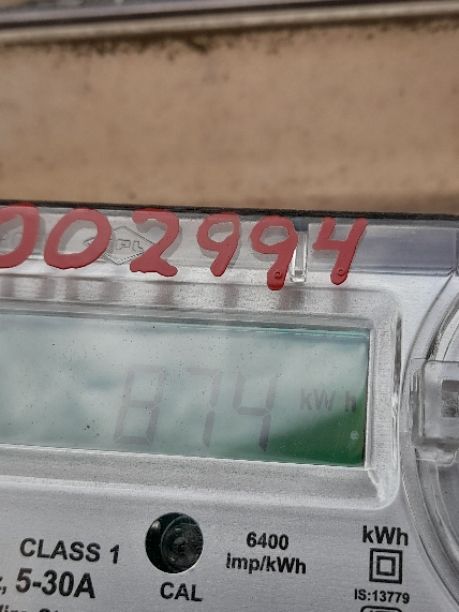 002994
874 kWh
CLASS 1
6400
imp/kWh
kWh
5-30A
CAL
IS:13779